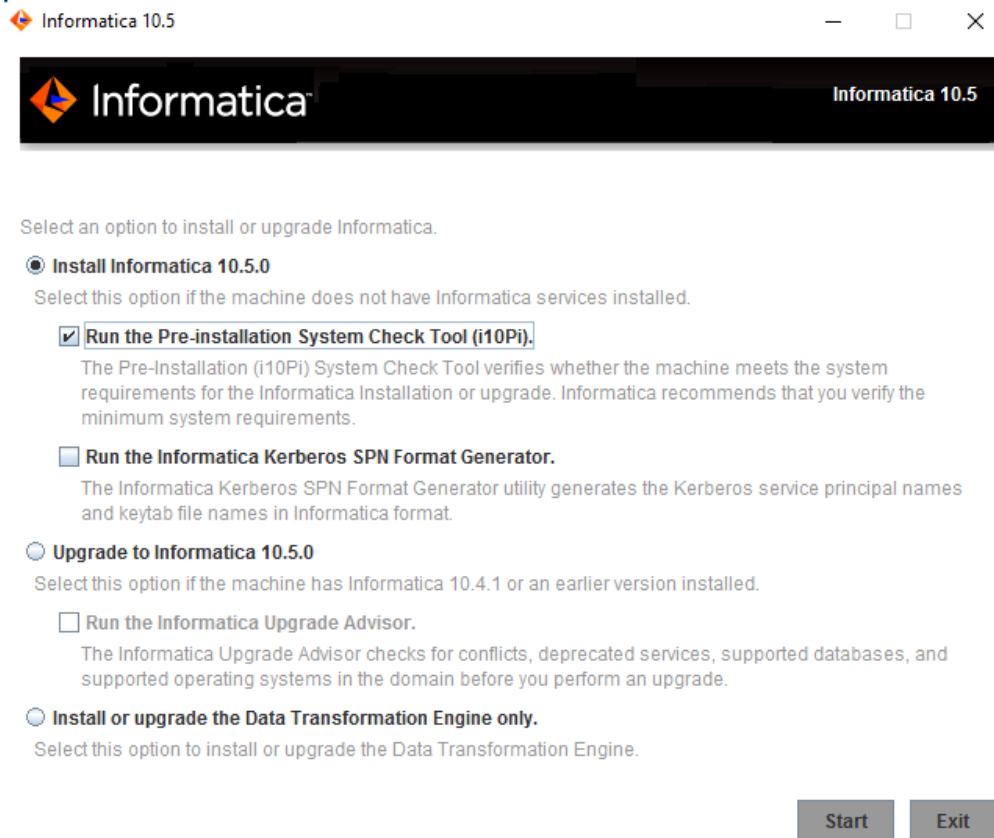 Informatica 10.5
Informatica™
Informatica 10.5
Select an option to install or upgrade Informatica.
Install Informatica 10.5.0
Select this option if the machine does not have Informatica services installed.
Run the Pre-installation System Check Tool (i10Pi).
The Pre-Installation (i10Pi) System Check Tool verifies whether the machine meets the system
requirements for the Informatica Installation or upgrade. Informatica recommends that you verify the
minimum system requirements.
Run the Informatica Kerberos SPN Format Generator.
The Informatica Kerberos SPN Format Generator utility generates the Kerberos service principal names
and keytab file names in Informatica format.
Upgrade to Informatica 10.5.0
Select this option if the machine has Informatica 10.4.1 or an earlier version installed.
Run the Informatica Upgrade Advisor.
The Informatica Upgrade Advisor checks for conflicts, deprecated services, supported databases, and
supported operating systems in the domain before you perform an upgrade.
Install or upgrade the Data Transformation Engine only.
Select this option to install or upgrade the Data Transformation Engine.
Start Exit